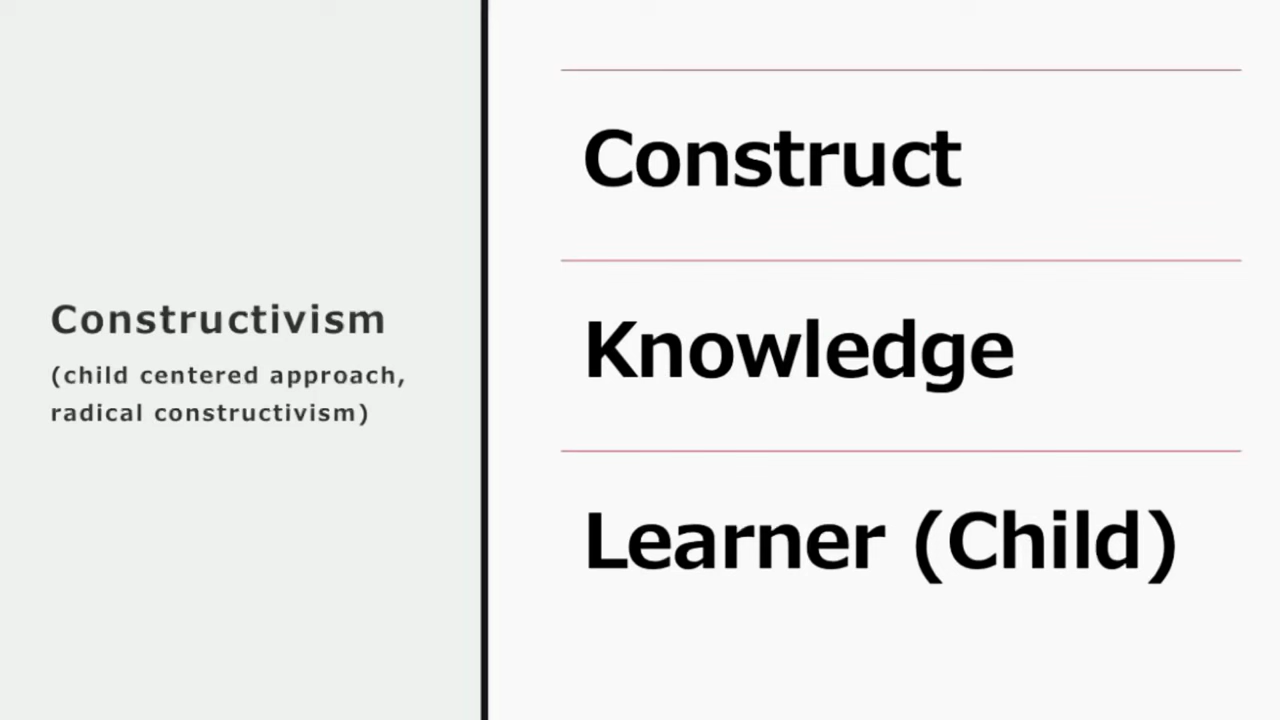 Constructivism
(child centered approach,
radical constructivism)
Construct
Knowledge
Learner (Child)